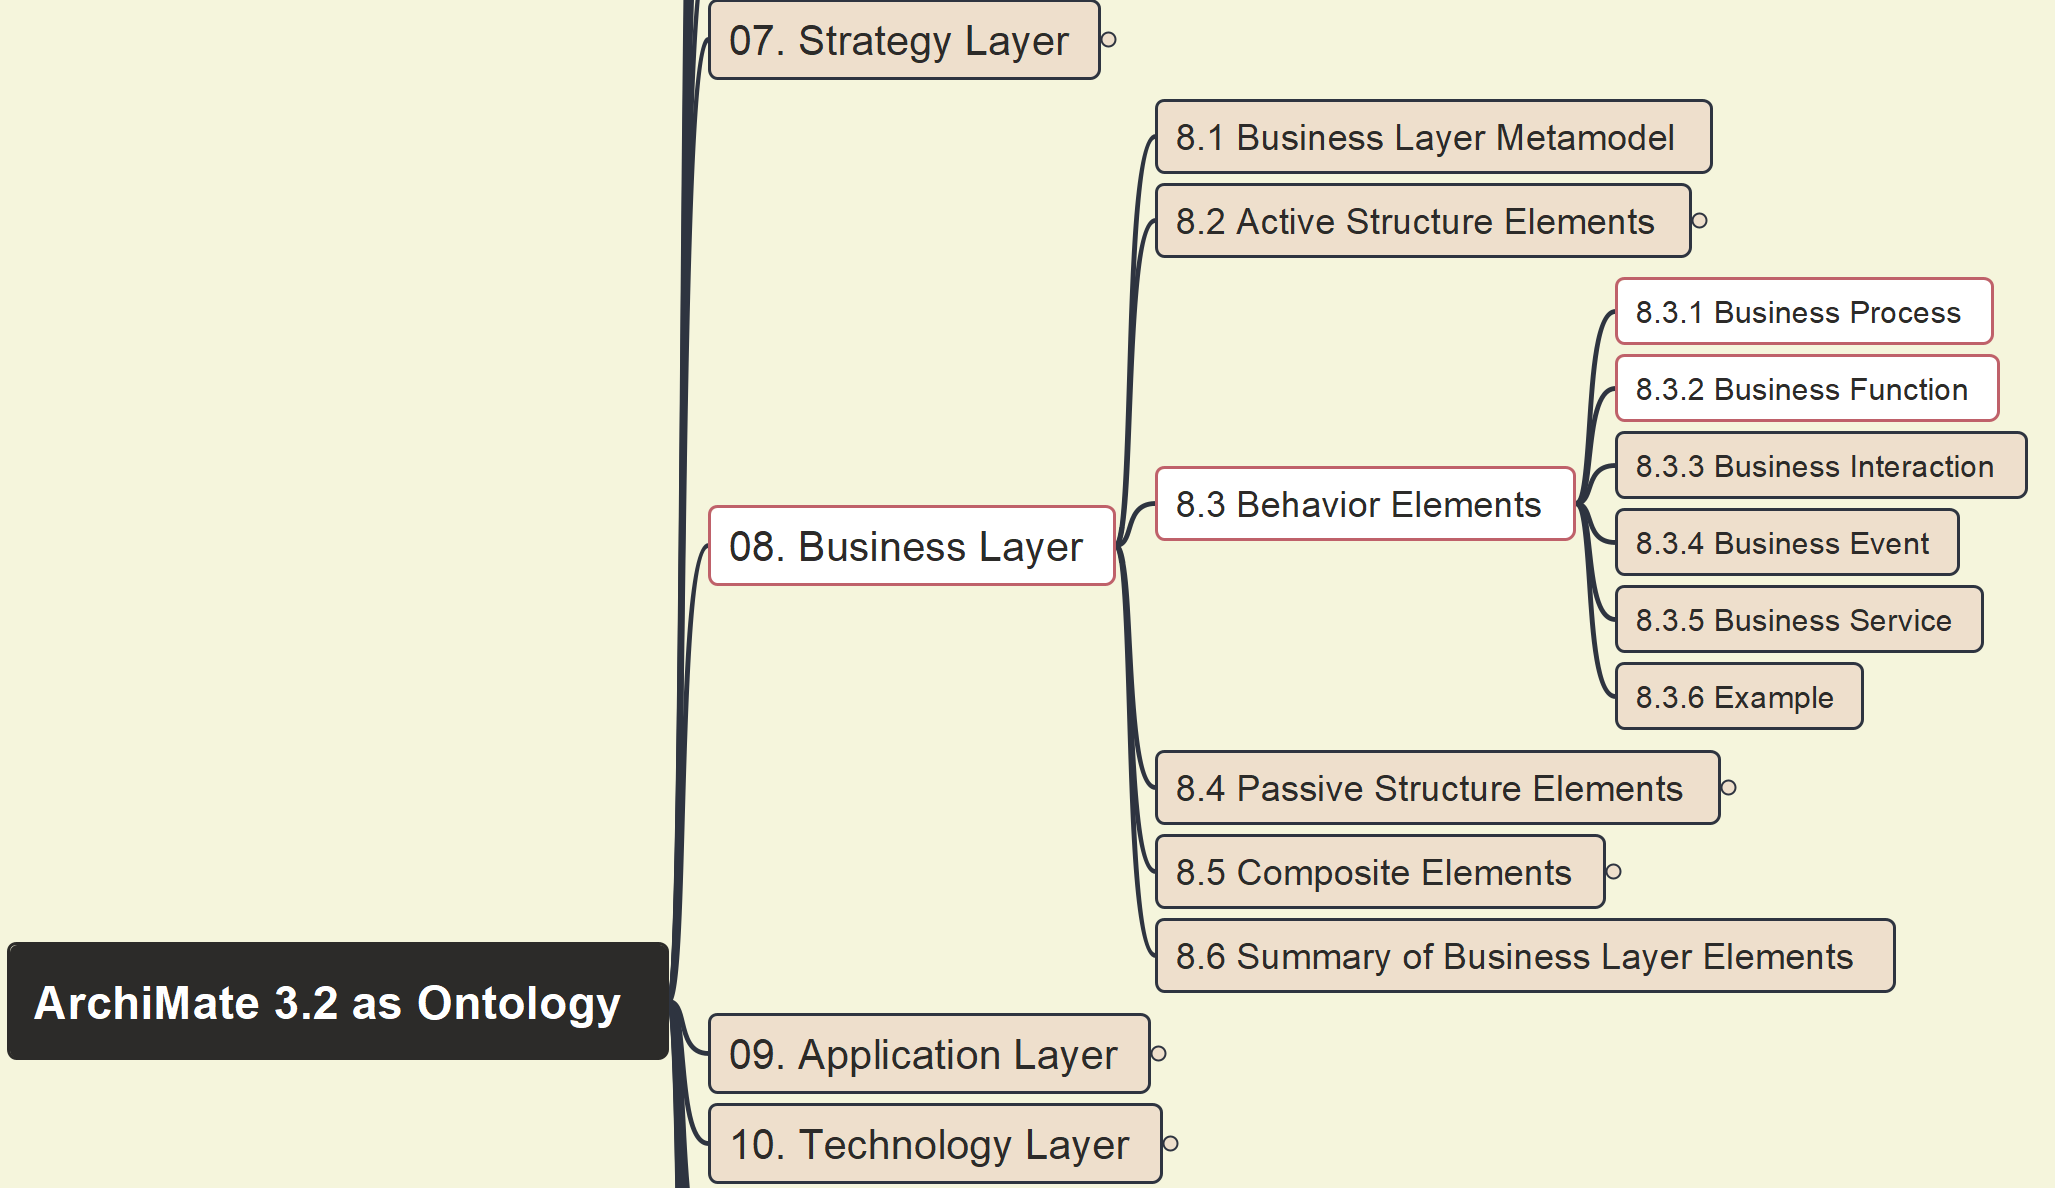 07. Strategy Layer
8.1 Business Layer Metamodel
8.2 Active Structure Elements
8.3.1 Business Process
8.3.2 Business Function
8.3.3 Business Interaction
8.3 Behavior Elements
8.3.4 Business Event
08. Business Layer
8.3.5 Business Service
8.3.6 Example
8.4 Passive Structure Elements
8.5 Composite Elements
8.6 Summary of Business Layer Elements
ArchiMate 3.2 as Ontology
09. Application Layer
10. Technology Layer